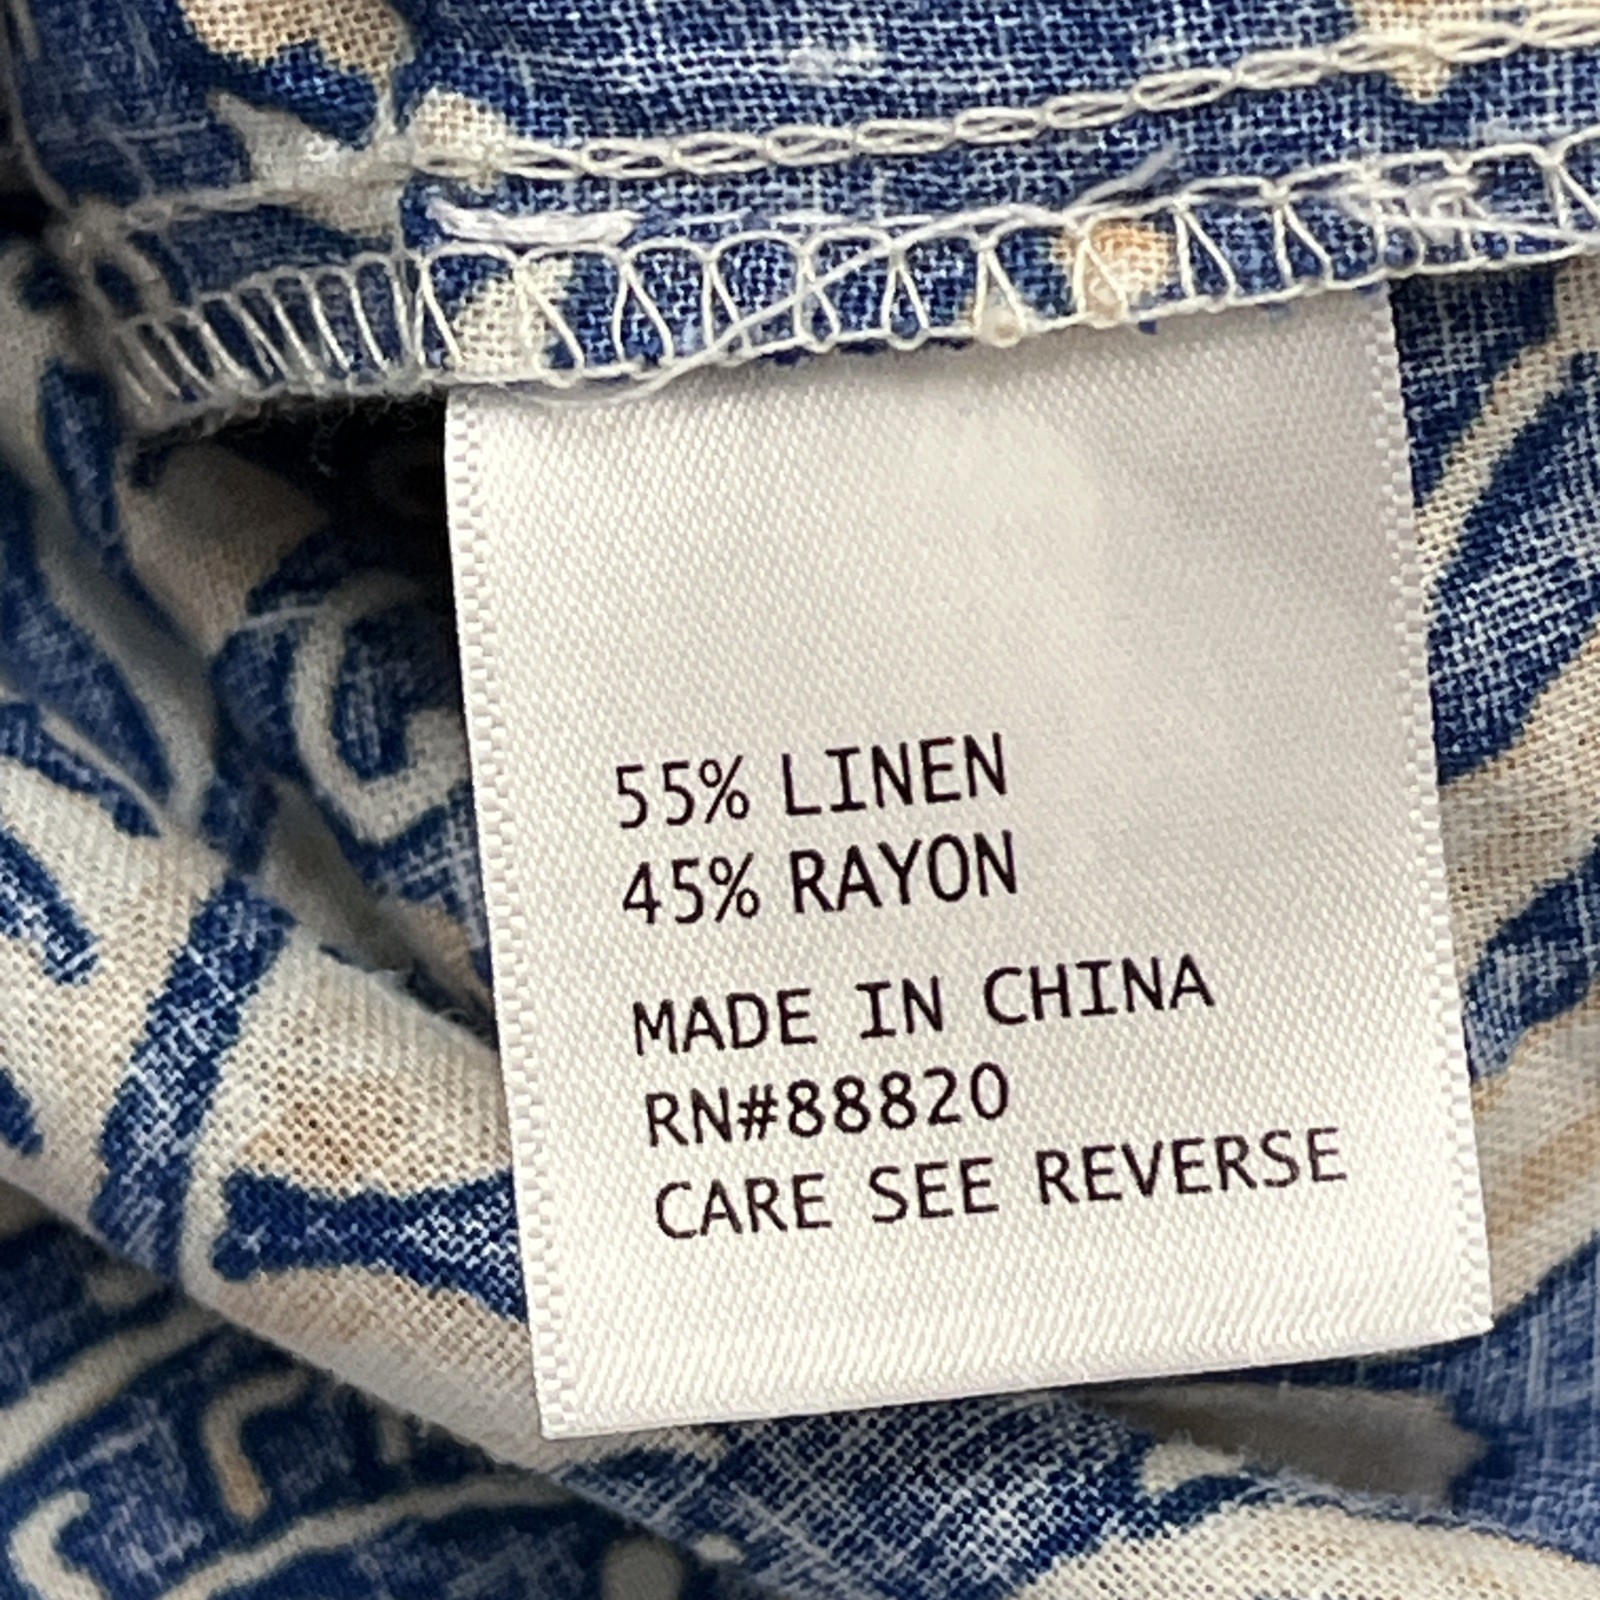 55% LINEN
45% RAYON
MADE IN CHINA
RN#88820
CARE SEE REVERSE